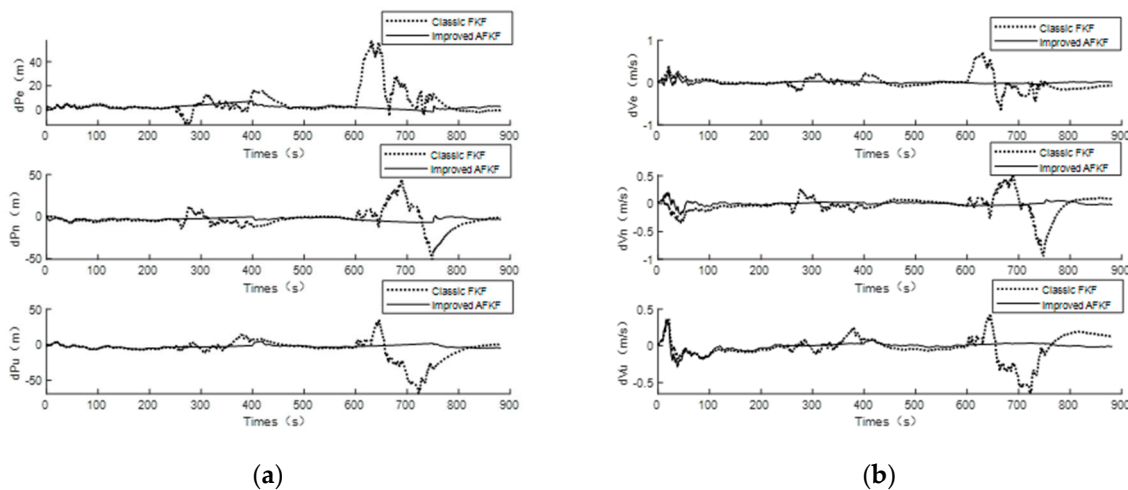 Classic FKF
Improved AFKF
dPe (m)
40
20
0
0 100 200 300 400 500 600 700 800 900
Times (s)
Classic FKF
Improved AFKF
dPn (m)
50
0
-50
0 100 200 300 400 500 600 700 800 900
Times (s)
Classic FKF
Improved AFKF
dPu (m)
50
0
-50
0 100 200 300 400 500 600 700 800 900
Times (s)
(a)
Classic FKF
Improved AFKF
dVe (m/s)
1
0
-1
0 100 200 300 400 500 600 700 800 900
Times (s)
Classic FKF
Improved AFKF
dVn (m/s)
1
0.5
0
-0.5
-1
0 100 200 300 400 500 600 700 800 900
Times (s)
Classic FKF
Improved AFKF
dVu (m/s)
0.5
0
-0.5
0 100 200 300 400 500 600 700 800 900
Times (s)
(b)